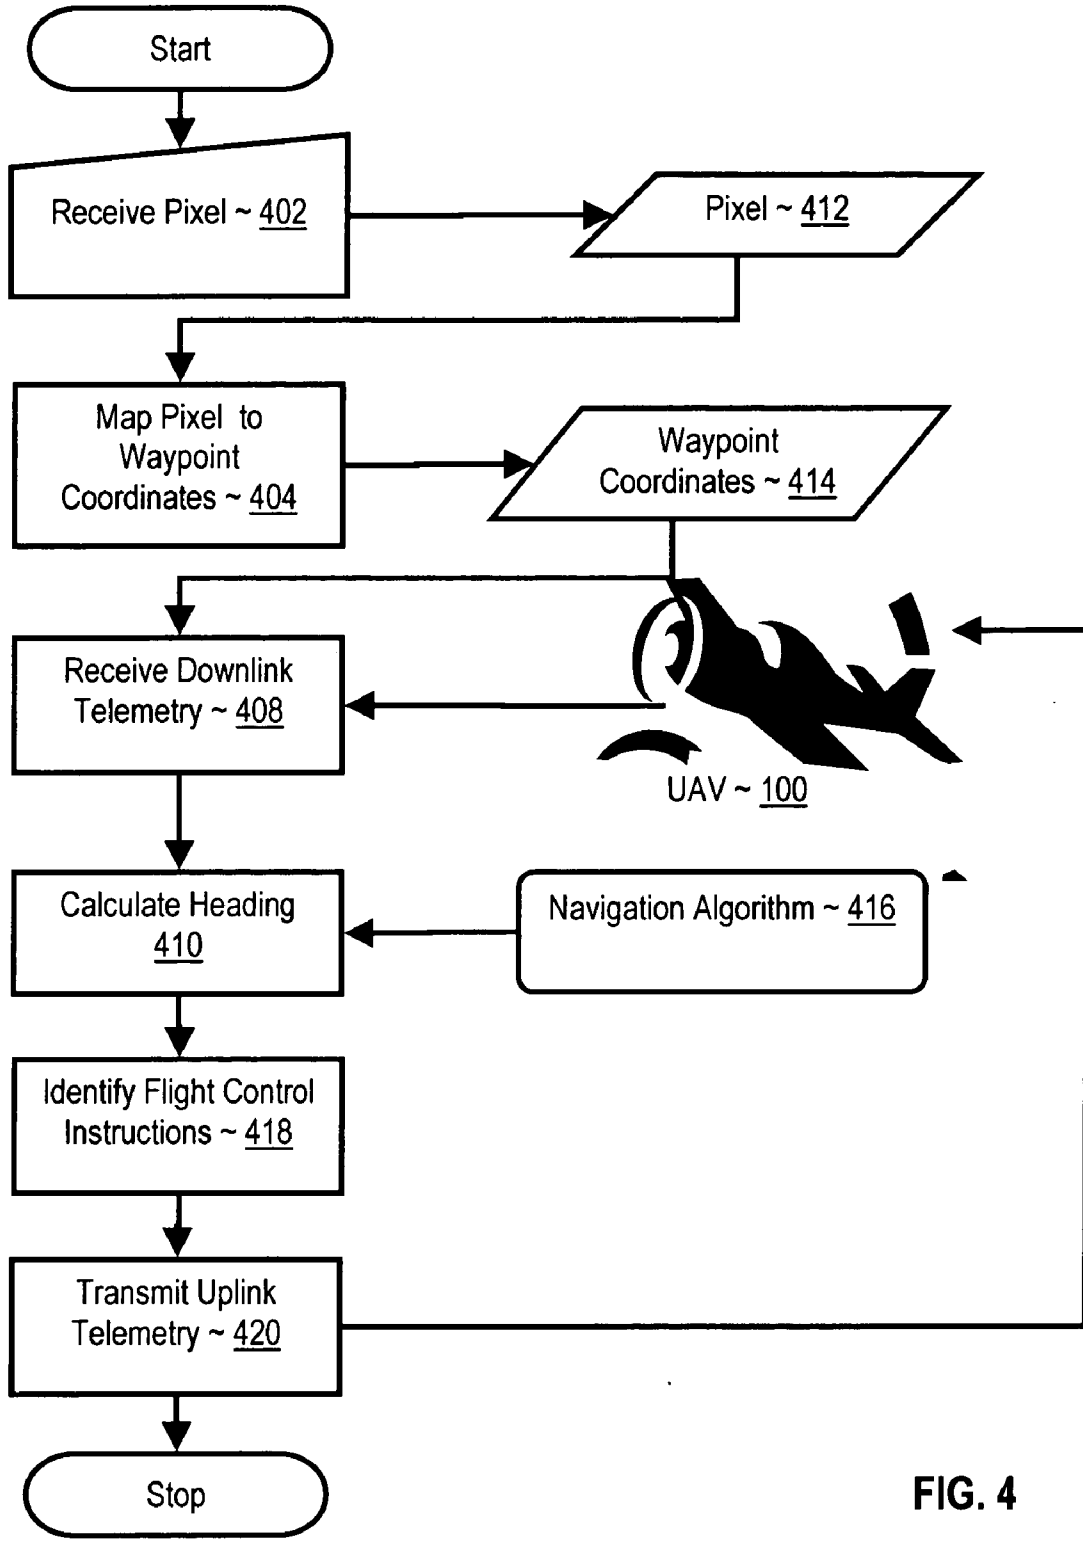 Start
Receive Pixel ~ 402
Pixel ~ 412
Map Pixel to
Waypoint
Coordinates ~ 404
Waypoint
Coordinates ~ 414
Receive Downlink
Telemetry ~ 408
UAV ~ 100
Calculate Heading
410
Navigation Algorithm ~ 416
Identify Flight Control
Instructions ~ 418
Transmit Uplink
Telemetry ~ 420
Stop
FIG. 4